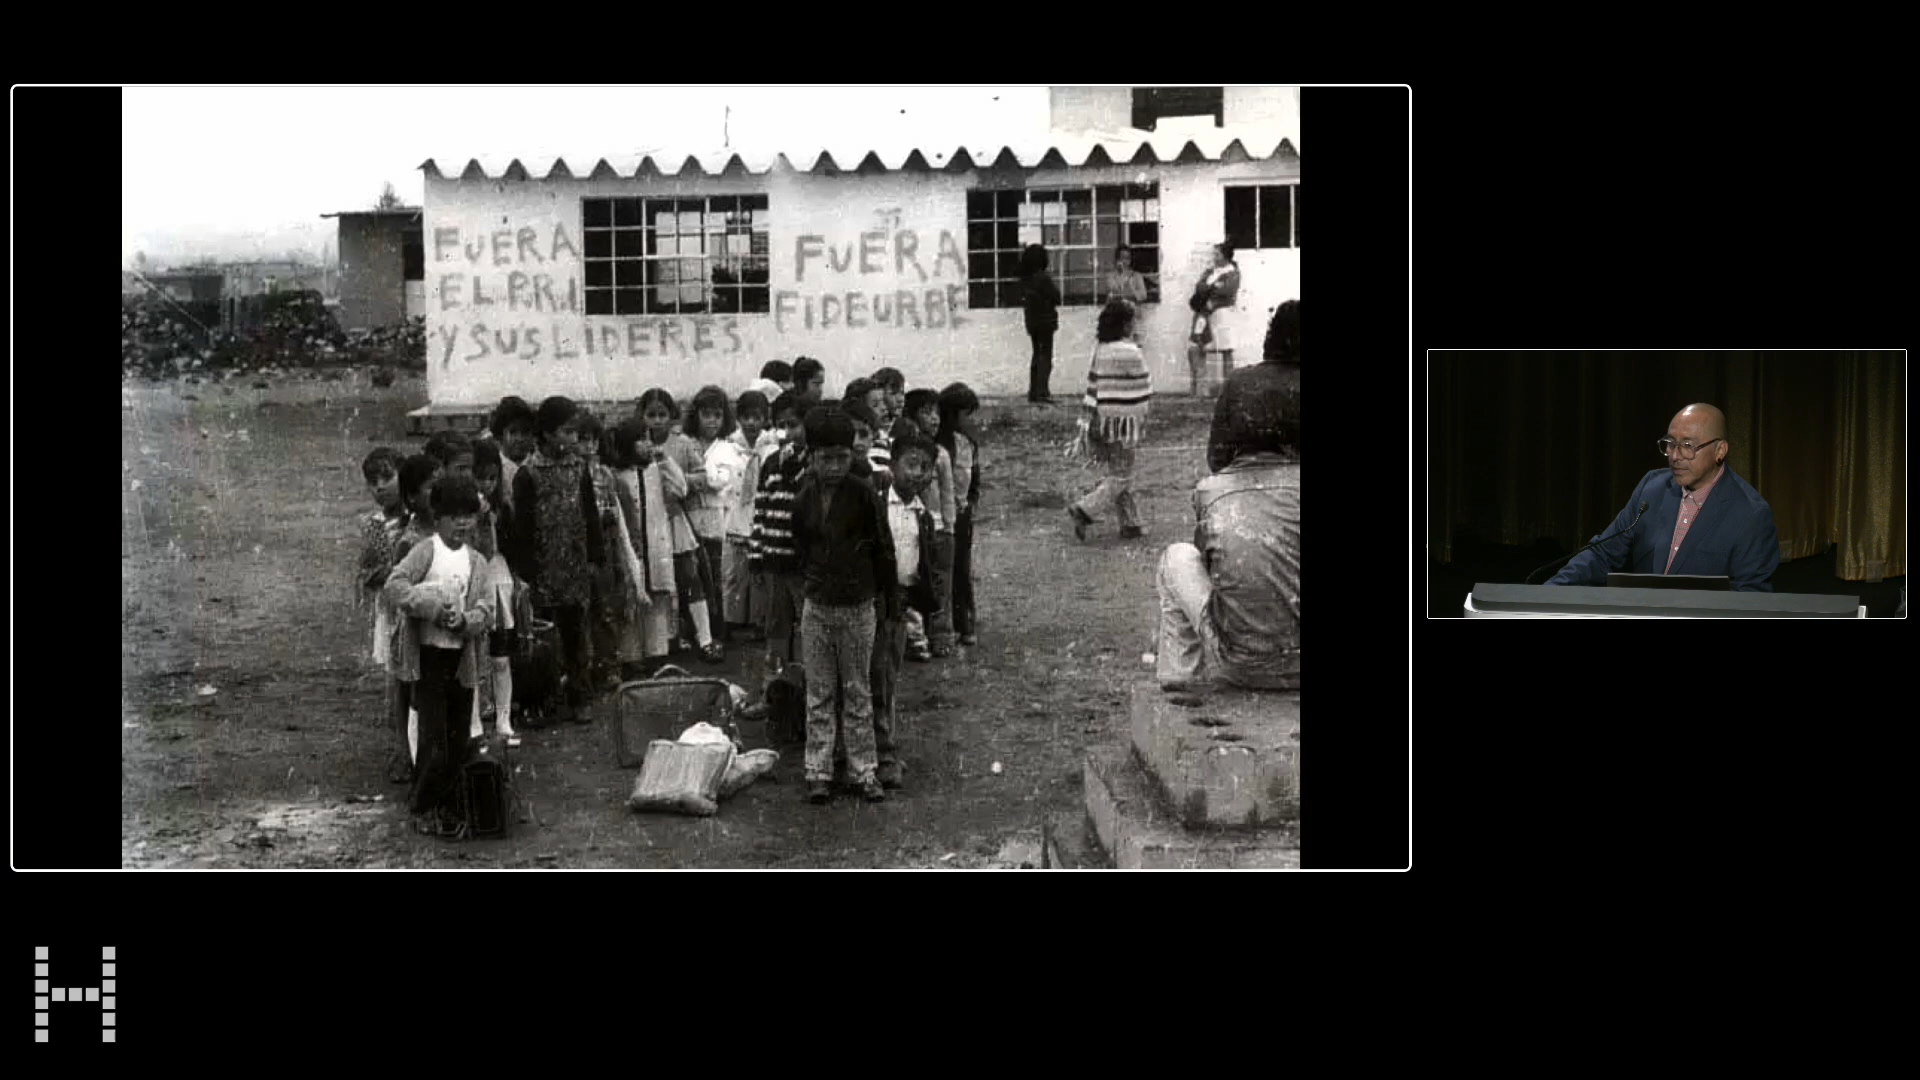 FUERA
EL P.R.I
Y SUS LIDERES.
FUERA
FIDEURBE
H